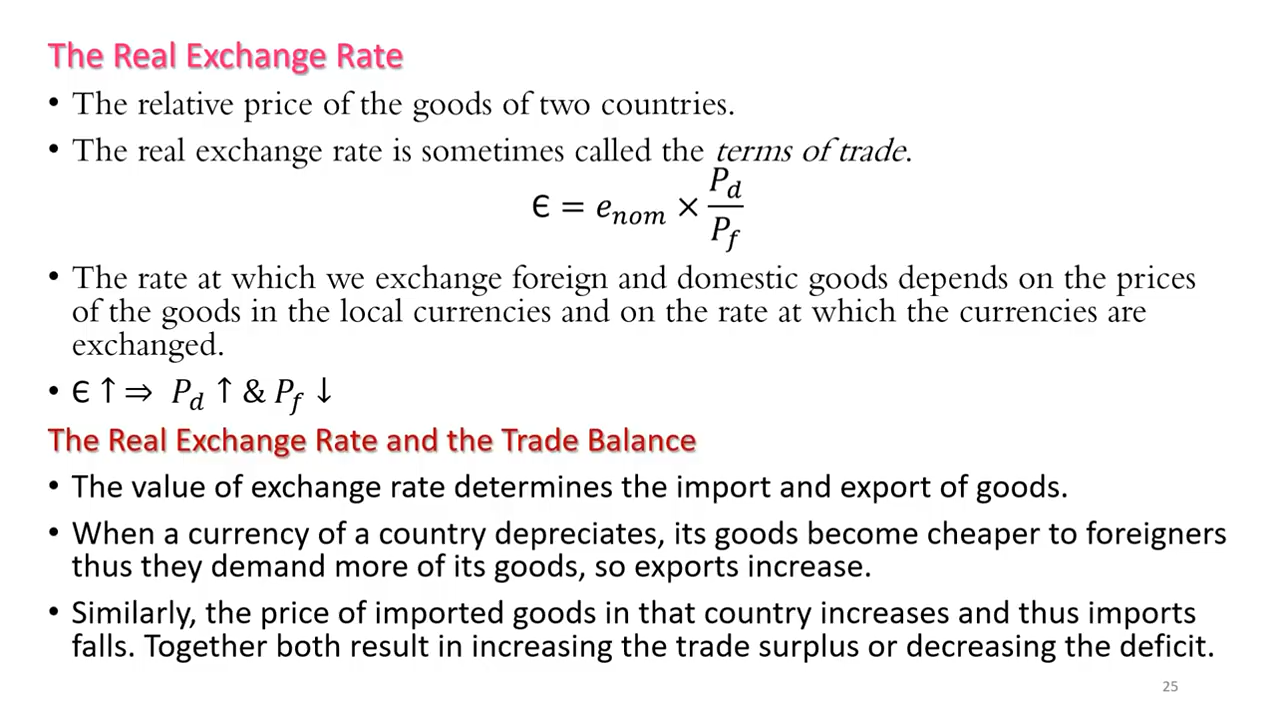 The Real Exchange Rate
• The relative price of the goods of two countries.
• The real exchange rate is sometimes called the terms of trade.
Є = e_nom × P_d / P_f
• The rate at which we exchange foreign and domestic goods depends on the prices
of the goods in the local currencies and on the rate at which the currencies are
exchanged.
• Є ↑ ⇒ P_d ↑ & P_f ↓
The Real Exchange Rate and the Trade Balance
• The value of exchange rate determines the import and export of goods.
• When a currency of a country depreciates, its goods become cheaper to foreigners
thus they demand more of its goods, so exports increase.
• Similarly, the price of imported goods in that country increases and thus imports
falls. Together both result in increasing the trade surplus or decreasing the deficit.
25